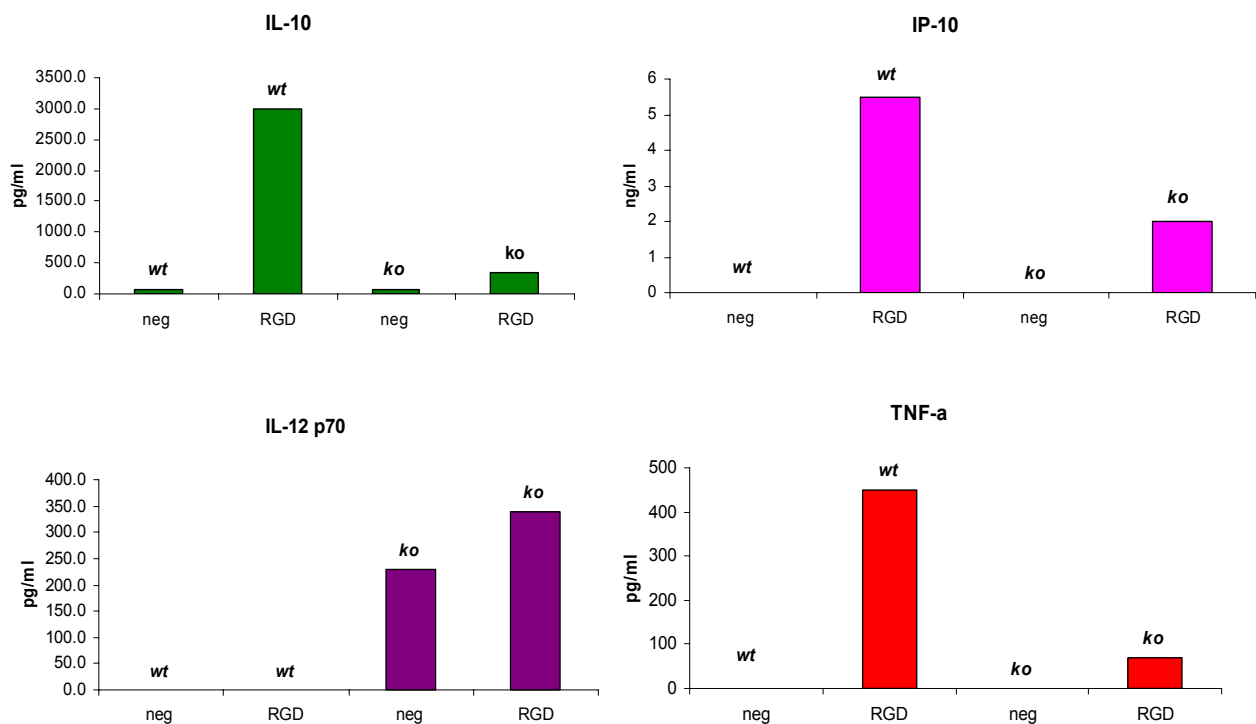 IL-10
pg/ml
3500.0
3000.0
2500.0
2000.0
1500.0
1000.0
500.0
0.0
wt
wt
ko
ko
neg
RGD
neg
RGD
IP-10
ng/ml
6
5
4
3
2
1
0
wt
wt
ko
ko
neg
RGD
neg
RGD
IL-12 p70
pg/ml
400.0
350.0
300.0
250.0
200.0
150.0
100.0
50.0
0.0
wt
wt
ko
ko
neg
RGD
neg
RGD
TNF-a
pg/ml
500
400
300
200
100
0
wt
wt
ko
ko
neg
RGD
neg
RGD